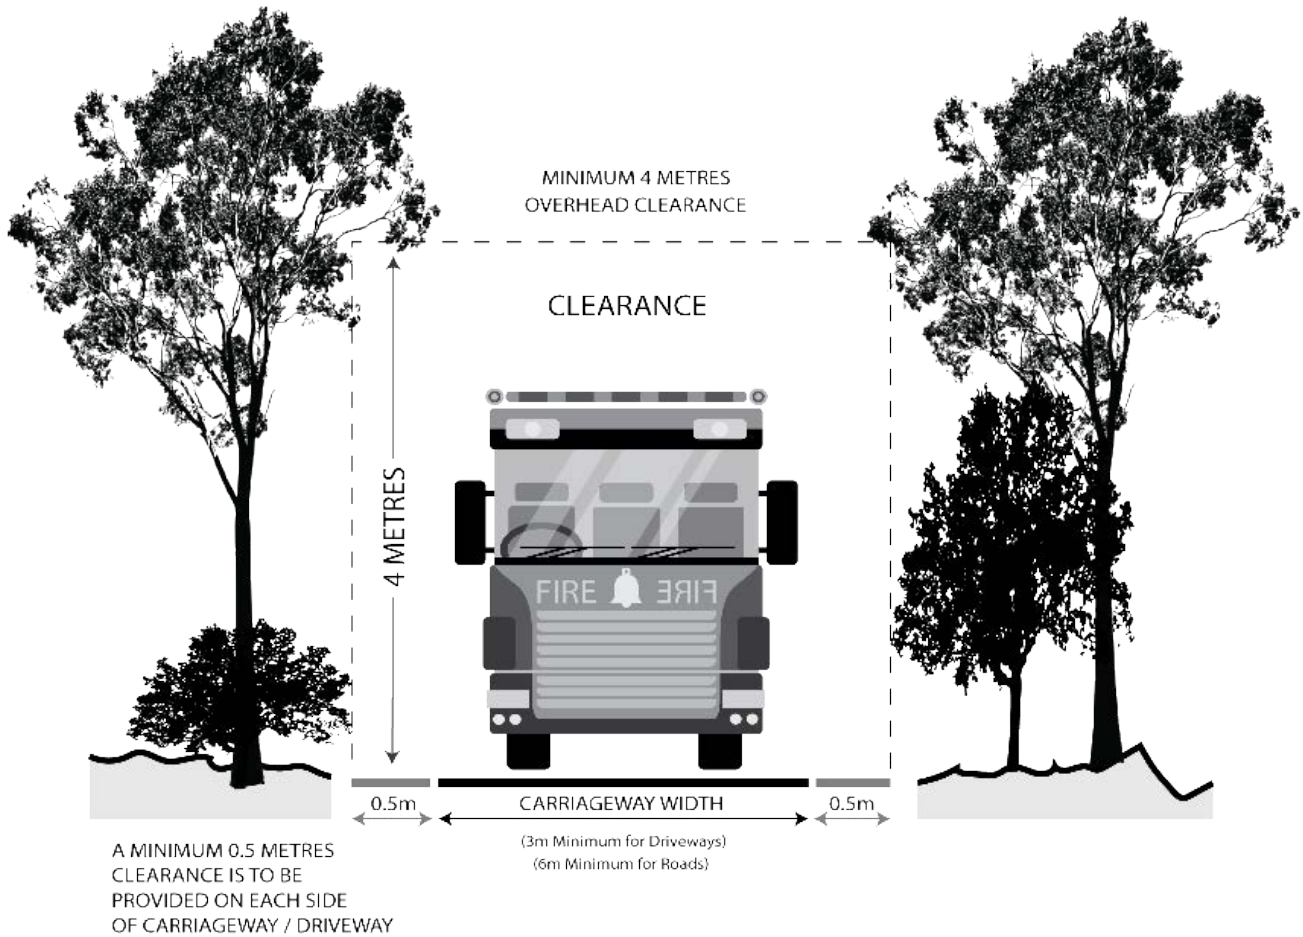 MINIMUM 4 METRES
OVERHEAD CLEARANCE
CLEARANCE
4 METRES
FIRE FIRE
0.5m
CARRIAGEWAY WIDTH
0.5m
(3m Minimum for Driveways)
(6m Minimum for Roads)
A MINIMUM 0.5 METRES
CLEARANCE IS TO BE
PROVIDED ON EACH SIDE
OF CARRIAGEWAY / DRIVEWAY